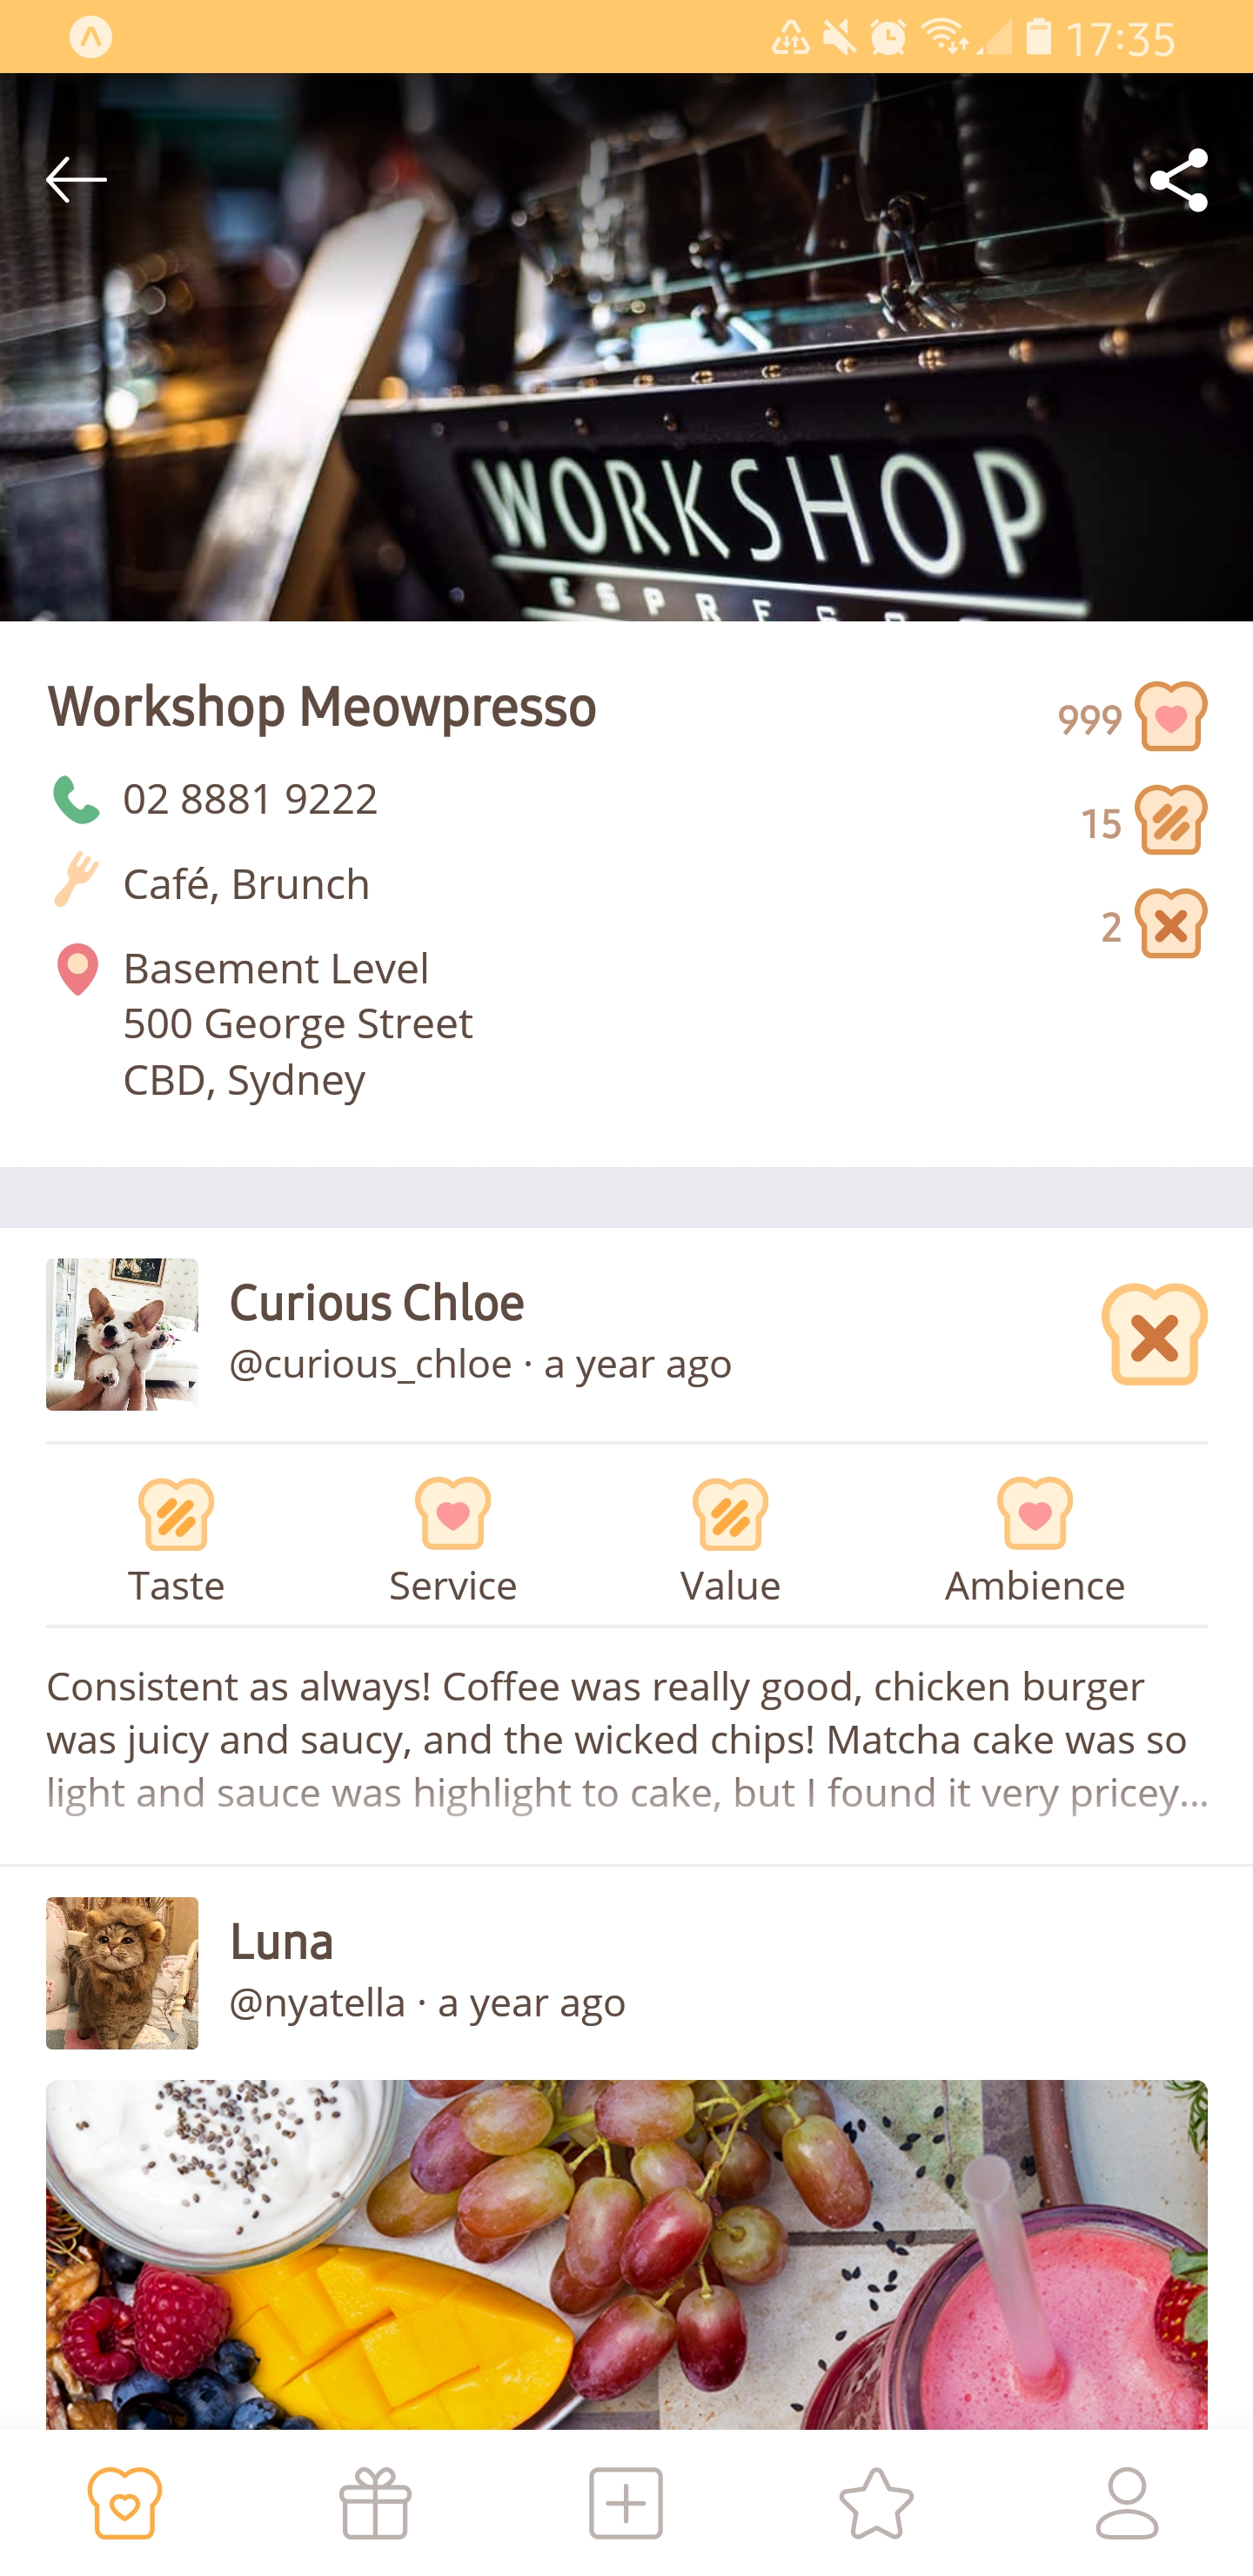 17:35
WORKSHOP
Workshop Meowpresso
999
02 8881 9222
15
Café, Brunch
2
Basement Level
500 George Street
CBD, Sydney
Curious Chloe
@curious_chloe · a year ago
Taste Service Value Ambience
Consistent as always! Coffee was really good, chicken burger
was juicy and saucy, and the wicked chips! Matcha cake was so
light and sauce was highlight to cake, but I found it very pricey...
Luna
@nyatella · a year ago